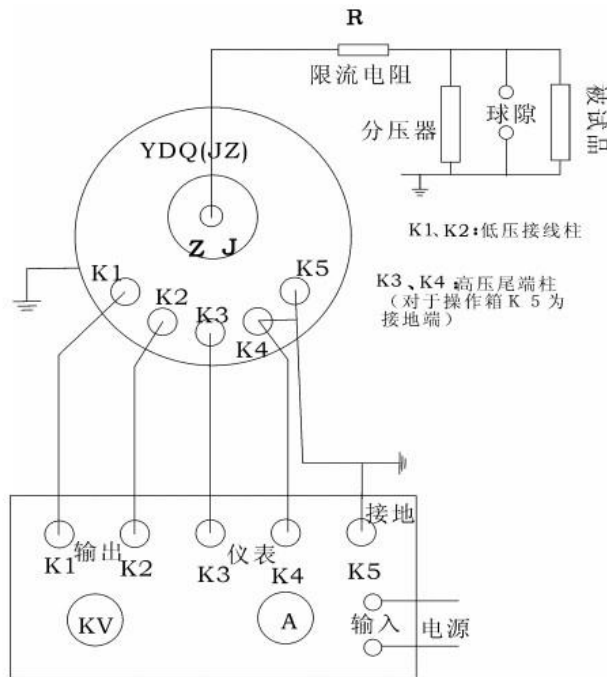 R
限流电阻
分压器
球隙
被试品
YDQ(JZ)
Z J
K1
K2
K3
K4
K5
K1、K2:低压接线柱
K3、K4:高压尾端柱
（对于操作箱K 5为
接地端）
接地
输出
仪表
K1
K2
K3
K4
K5
KV
A
输入
电源